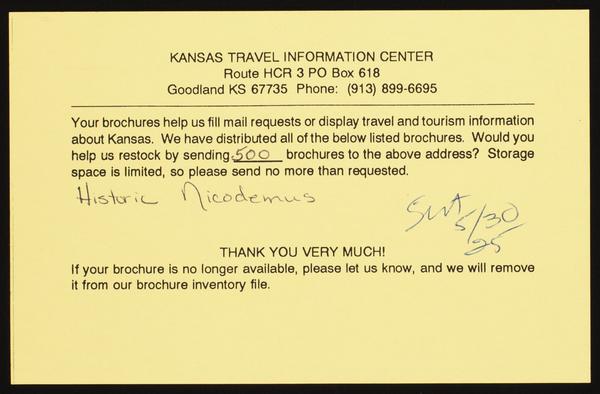 KANSAS TRAVEL INFORMATION CENTER
Route HCR 3 PO Box 618
Goodland KS 67735 Phone: (913) 899-6695
Your brochures help us fill mail requests or display travel and tourism information
about Kansas. We have distributed all of the below listed brochures. Would you
help us restock by sending 500 brochures to the above address? Storage
space is limited, so please send no more than requested.
Historic Nicodemus
Sent
5/30
25
THANK YOU VERY MUCH!
If your brochure is no longer available, please let us know, and we will remove
it from our brochure inventory file.